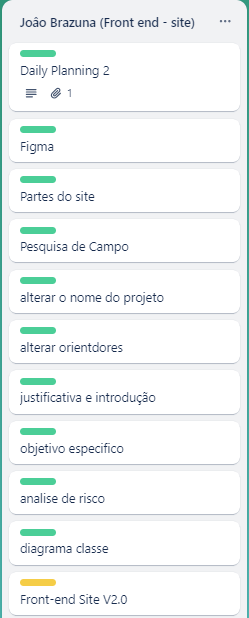 João Brazuna (Front end - site)
Daily Planning 2
1
Figma
Partes do site
Pesquisa de Campo
alterar o nome do projeto
alterar orientdores
justificativa e introdução
objetivo especifico
analise de risco
diagrama classe
Front-end Site V2.0